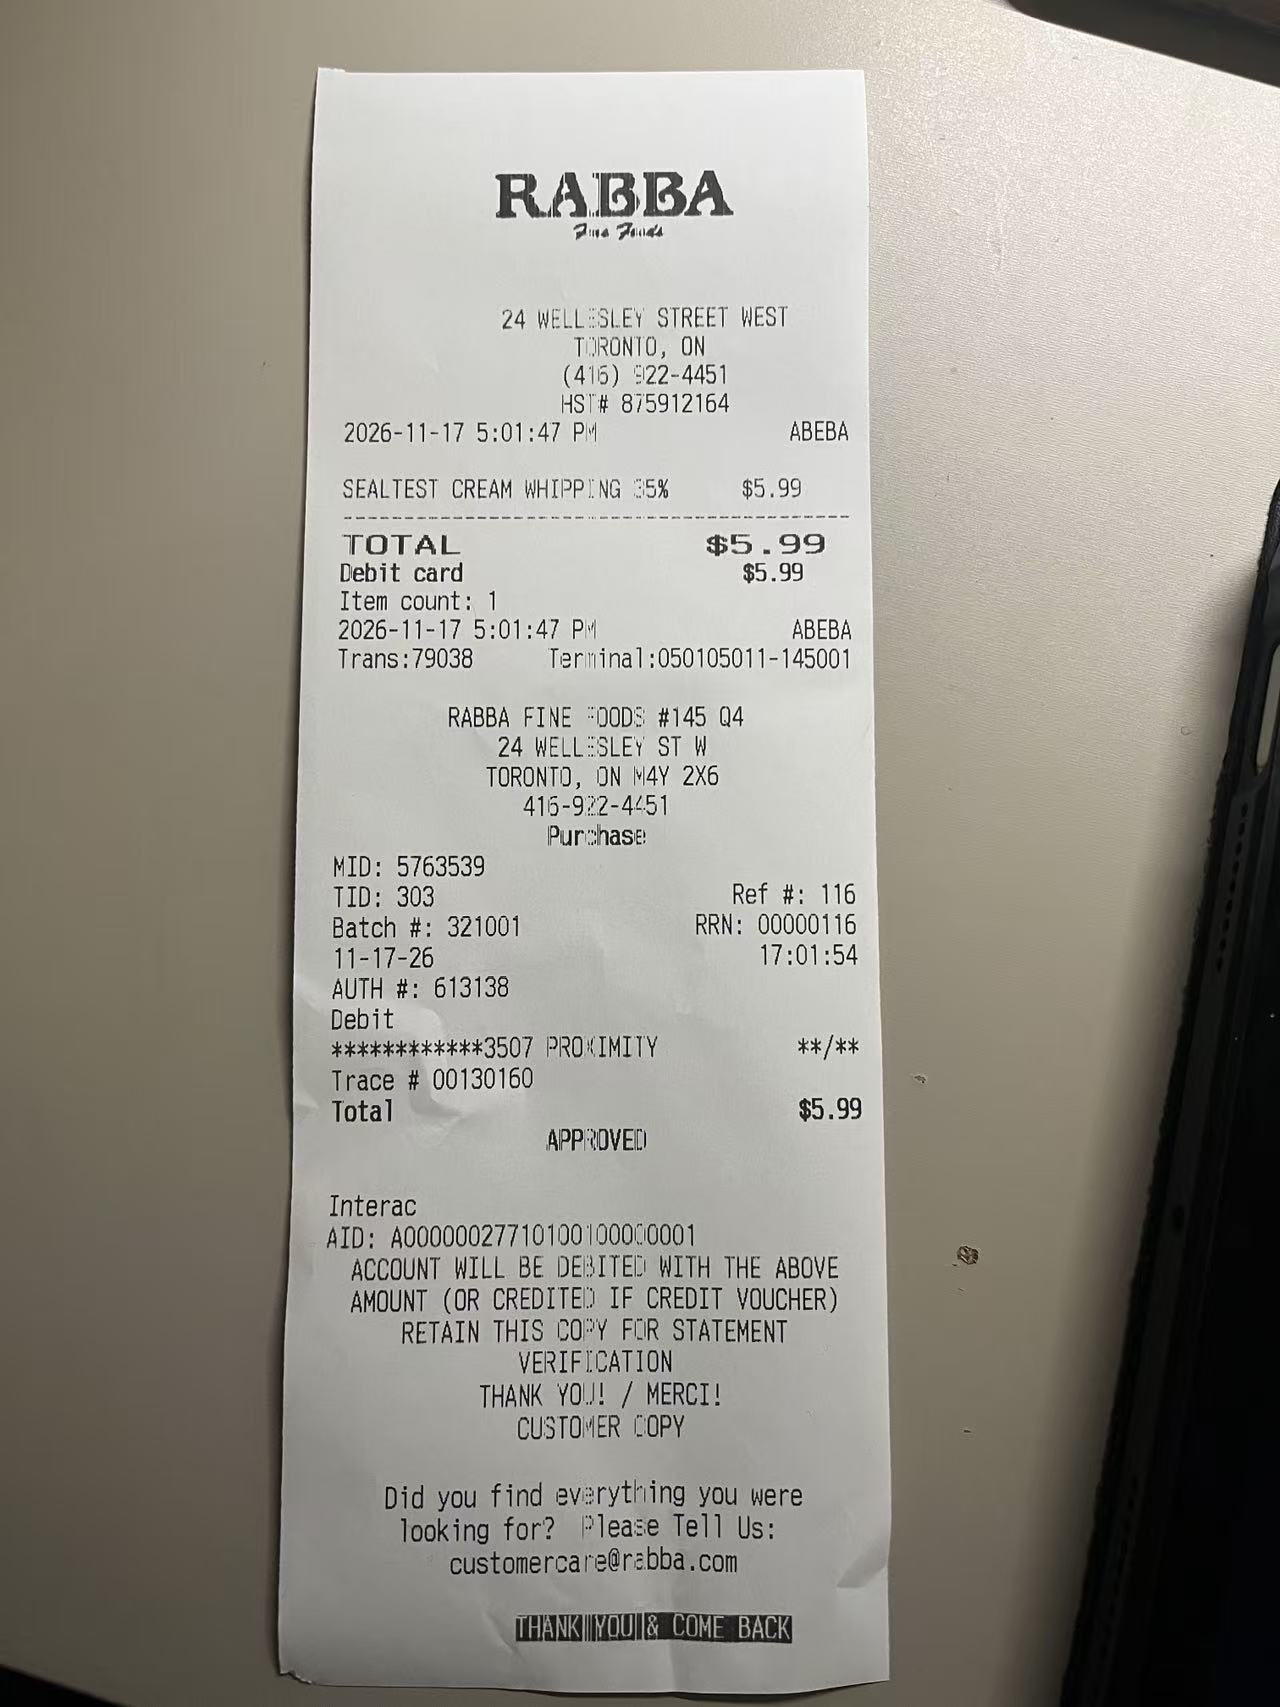 RABBA
Fine Foods
24 WELLESLEY STREET WEST
TORONTO, ON
(416) 922-4451
HST# 875912164
2026-11-17 5:01:47 PM ABEBA
SEALTEST CREAM WHIPPING 35% $5.99
--------------------------------------------------
TOTAL $5.99
Debit card $5.99
Item count: 1
2026-11-17 5:01:47 PM ABEBA
Trans:79038 Terminal:050105011-145001
RABBA FINE FOODS #145 Q4
24 WELLESLEY ST W
TORONTO, ON M4Y 2X6
416-922-4451
Purchase
MID: 5763539
TID: 303 Ref #: 116
Batch #: 321001 RRN: 00000116
11-17-26 17:01:54
AUTH #: 613138
Debit
************3507 PROXIMITY **/**
Trace # 00130160
Total $5.99
APPROVED
Interac
AID: A0000002771010010000​0001
ACCOUNT WILL BE DEBITED WITH THE ABOVE
AMOUNT (OR CREDITED IF CREDIT VOUCHER)
RETAIN THIS COPY FOR STATEMENT
VERIFICATION
THANK YOU! / MERCI!
CUSTOMER COPY
Did you find everything you were
looking for? Please Tell Us:
customercare@rabba.com
THANK YOU & COME BACK